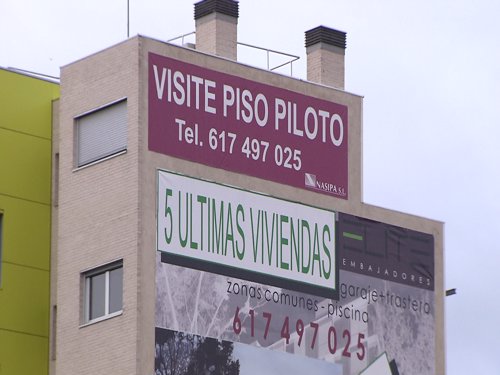 VISITE PISO PILOTO
Tel. 617 497 025
NASIPA S.L.
5 ULTIMAS VIVIENDAS
ELITE
EMBAJADORES
garaje+trastero
zonas comunes - piscina
617 497 025